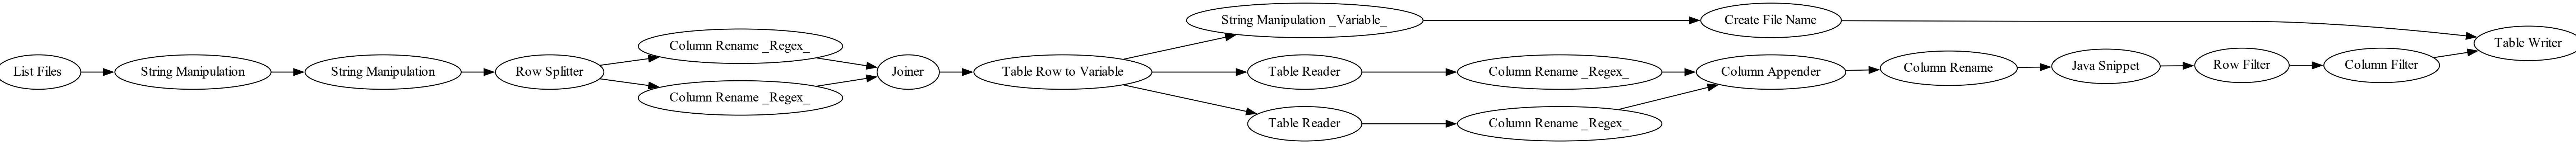 List Files
String Manipulation
String Manipulation
Row Splitter
Column Rename _Regex_
Column Rename _Regex_
Joiner
Table Row to Variable
String Manipulation _Variable_
Table Reader
Table Reader
Column Rename _Regex_
Column Rename _Regex_
Create File Name
Column Appender
Column Rename
Java Snippet
Row Filter
Column Filter
Table Writer